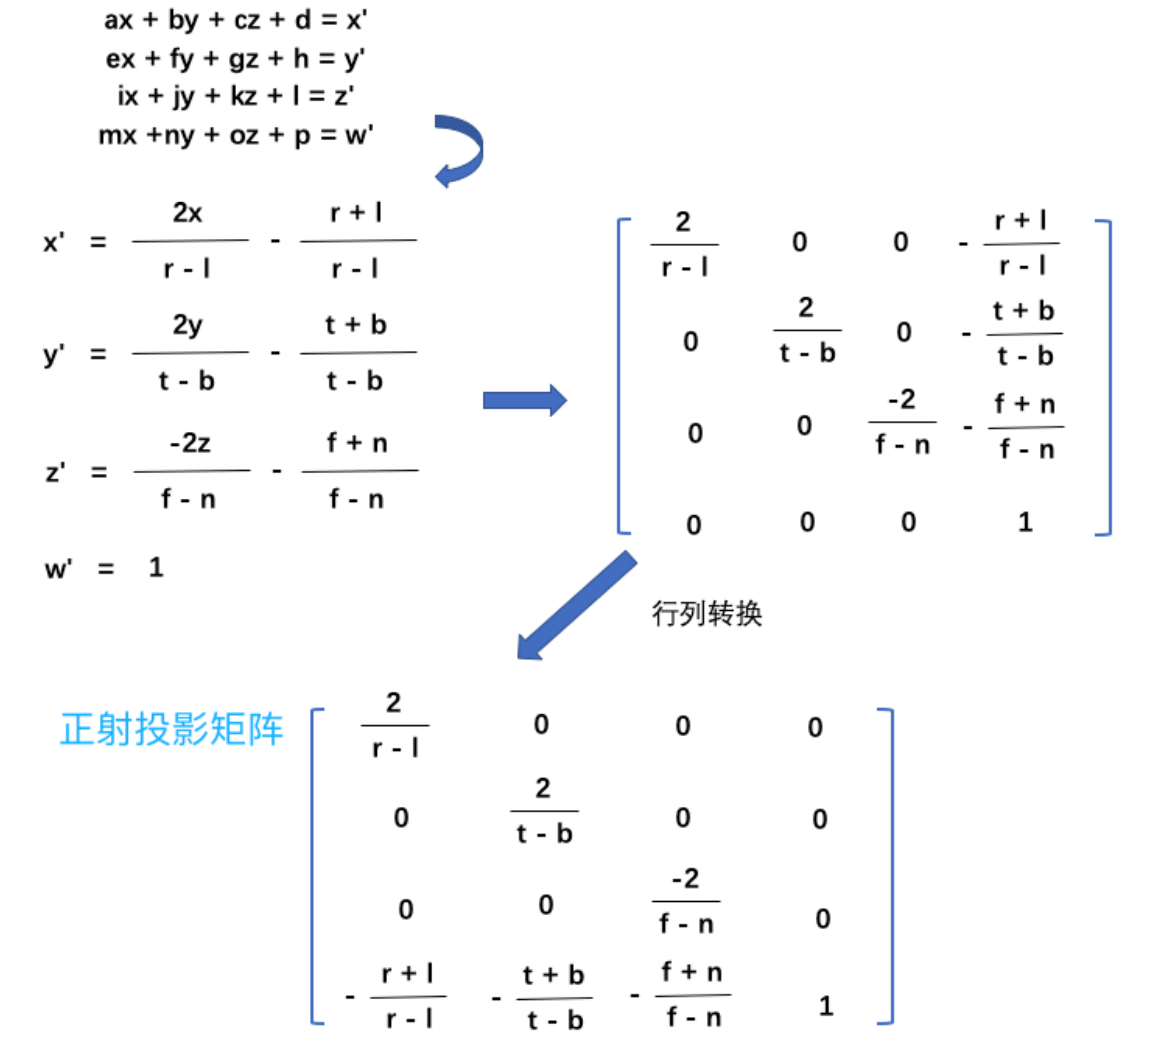 ax + by + cz + d = x'
ex + fy + gz + h = y'
ix + jy + kz + l = z'
mx +ny + oz + p = w'
2x r + l
x' = -
r - l r - l
2y t + b
y' = -
t - b t - b
-2z f + n
z' = -
f - n f - n
w' = 1
2 r + l
0 0 -
r - l r - l
2 t + b
0 0 -
t - b t - b
-2 f + n
0 0 -
f - n f - n
0 0 0 1
行列转换
正射投影矩阵
2
0 0 0
r - l
2
0 0 0
t - b
-2
0 0 0
f - n
r + l t + b f + n
- - - 1
r - l t - b f - n